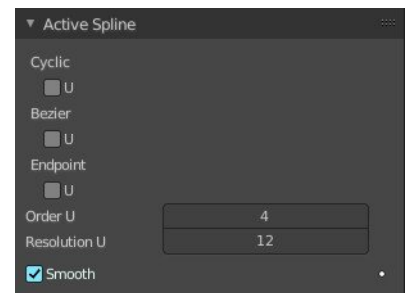 Active Spline
Cyclic
U
Bezier
U
Endpoint
U
Order U 4
Resolution U 12
Smooth